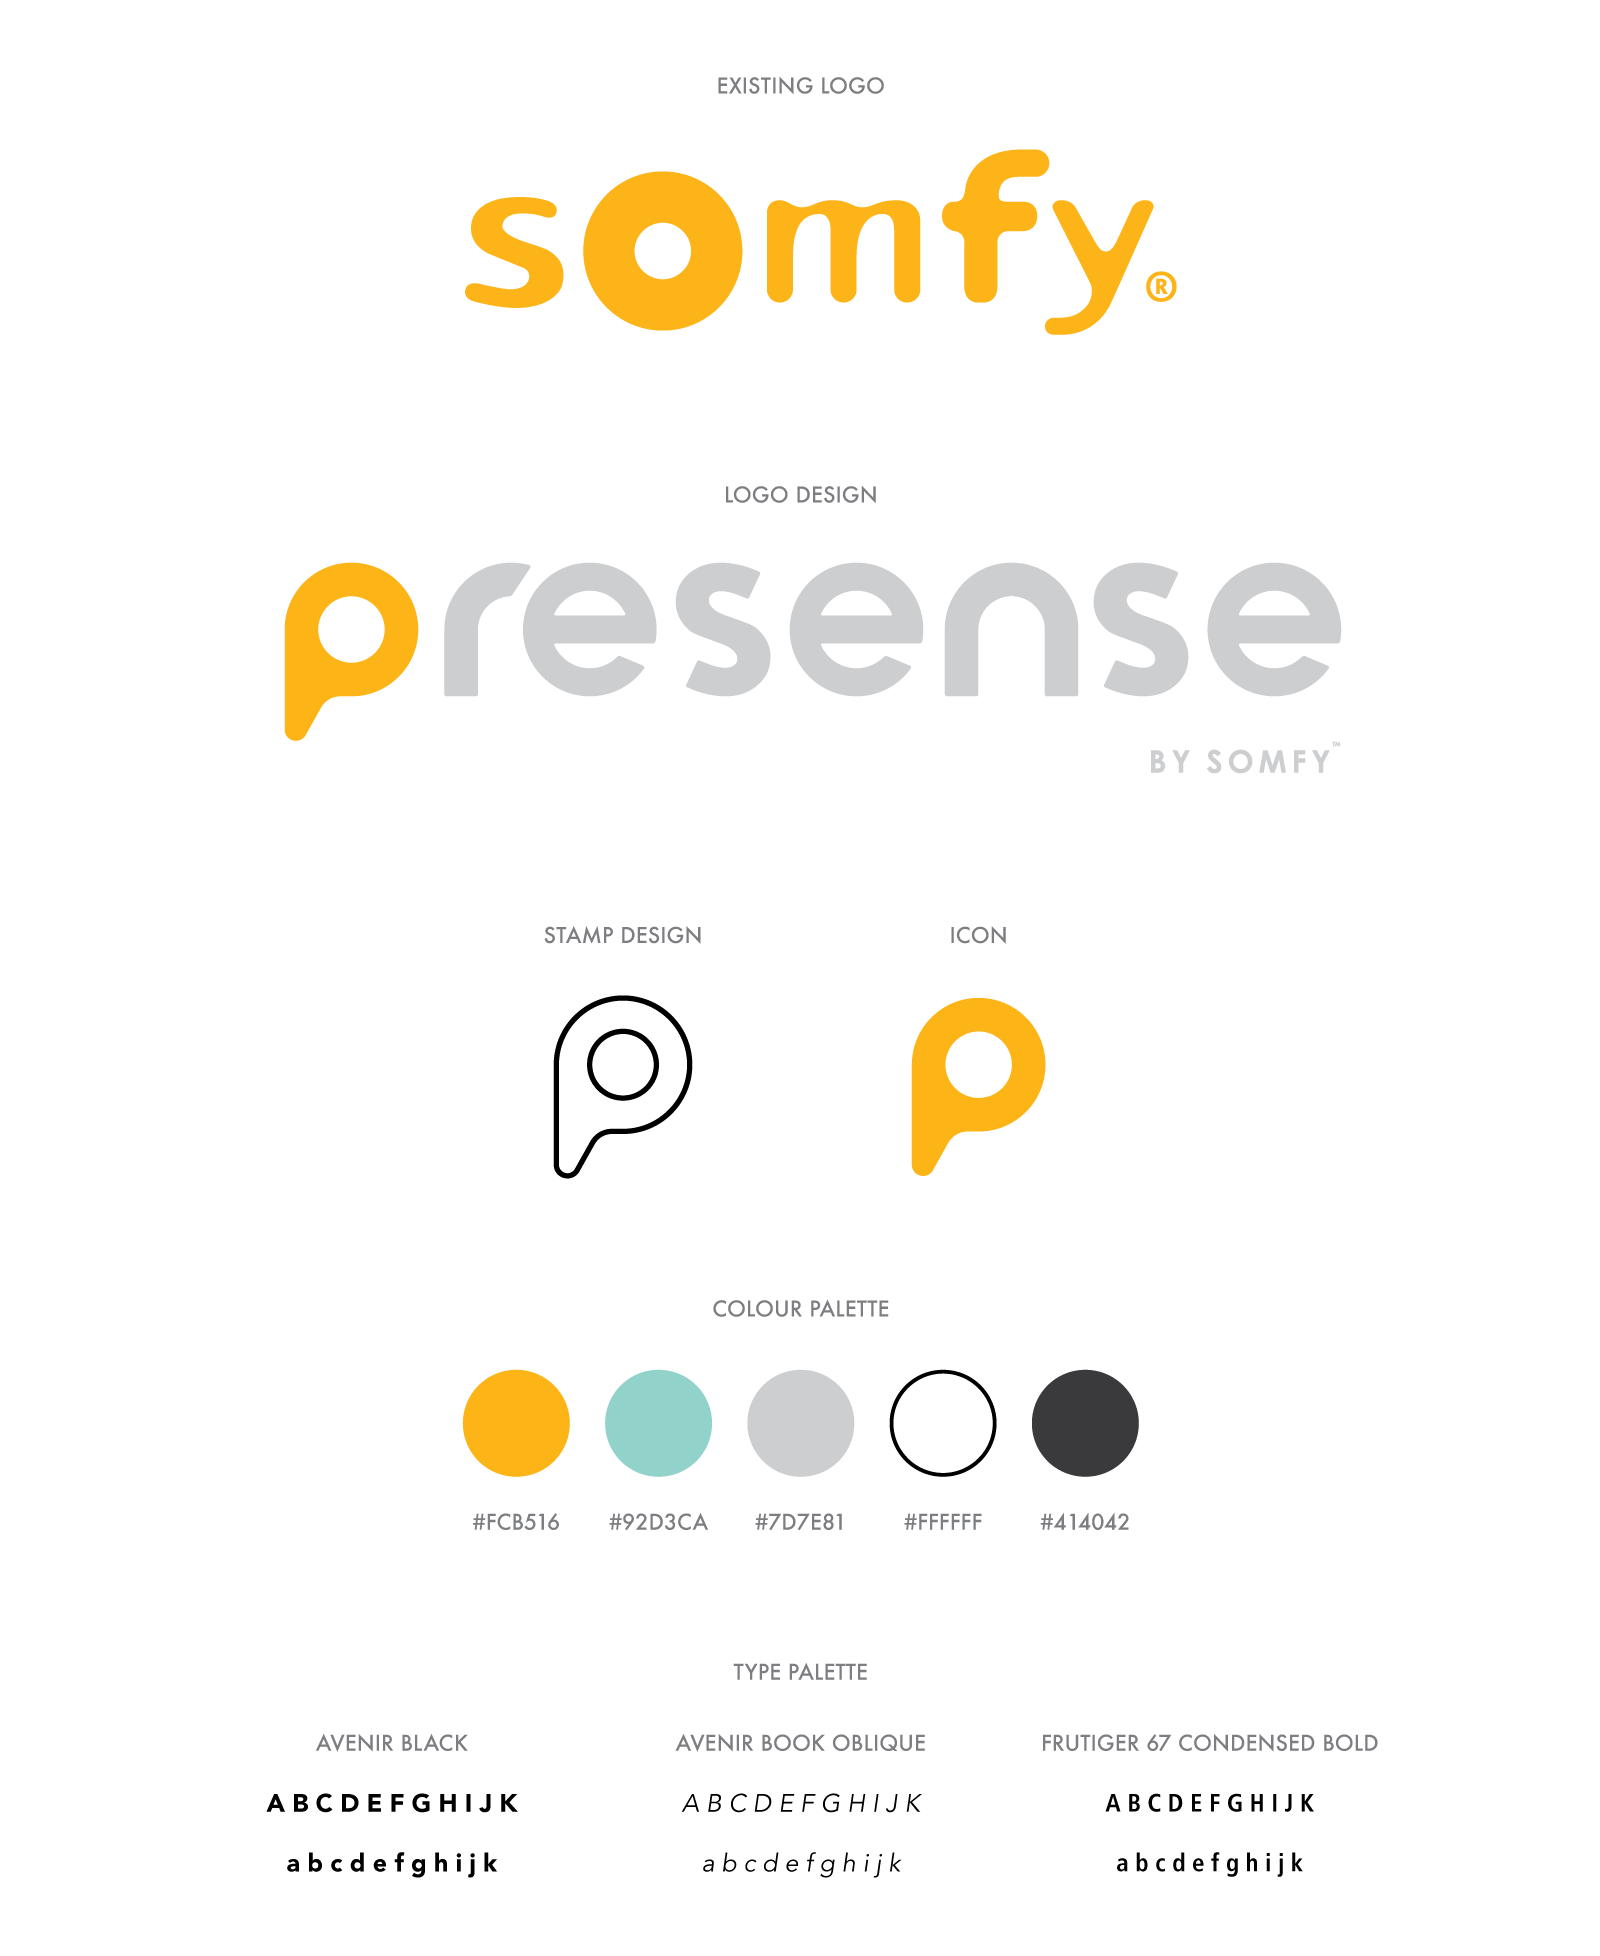 EXISTING LOGO
somfy®
LOGO DESIGN
presense
BY SOMFY™
STAMP DESIGN ICON
p p
COLOUR PALETTE
#FCB516 #92D3CA #7D7E81 #FFFFFF #414042
TYPE PALETTE
AVENIR BLACK AVENIR BOOK OBLIQUE FRUTIGER 67 CONDENSED BOLD
ABCDEFGHIJK ABCDEFGHIJK ABCDEFGHIJK
abcdefghijk abcdefghijk abcdefghijk